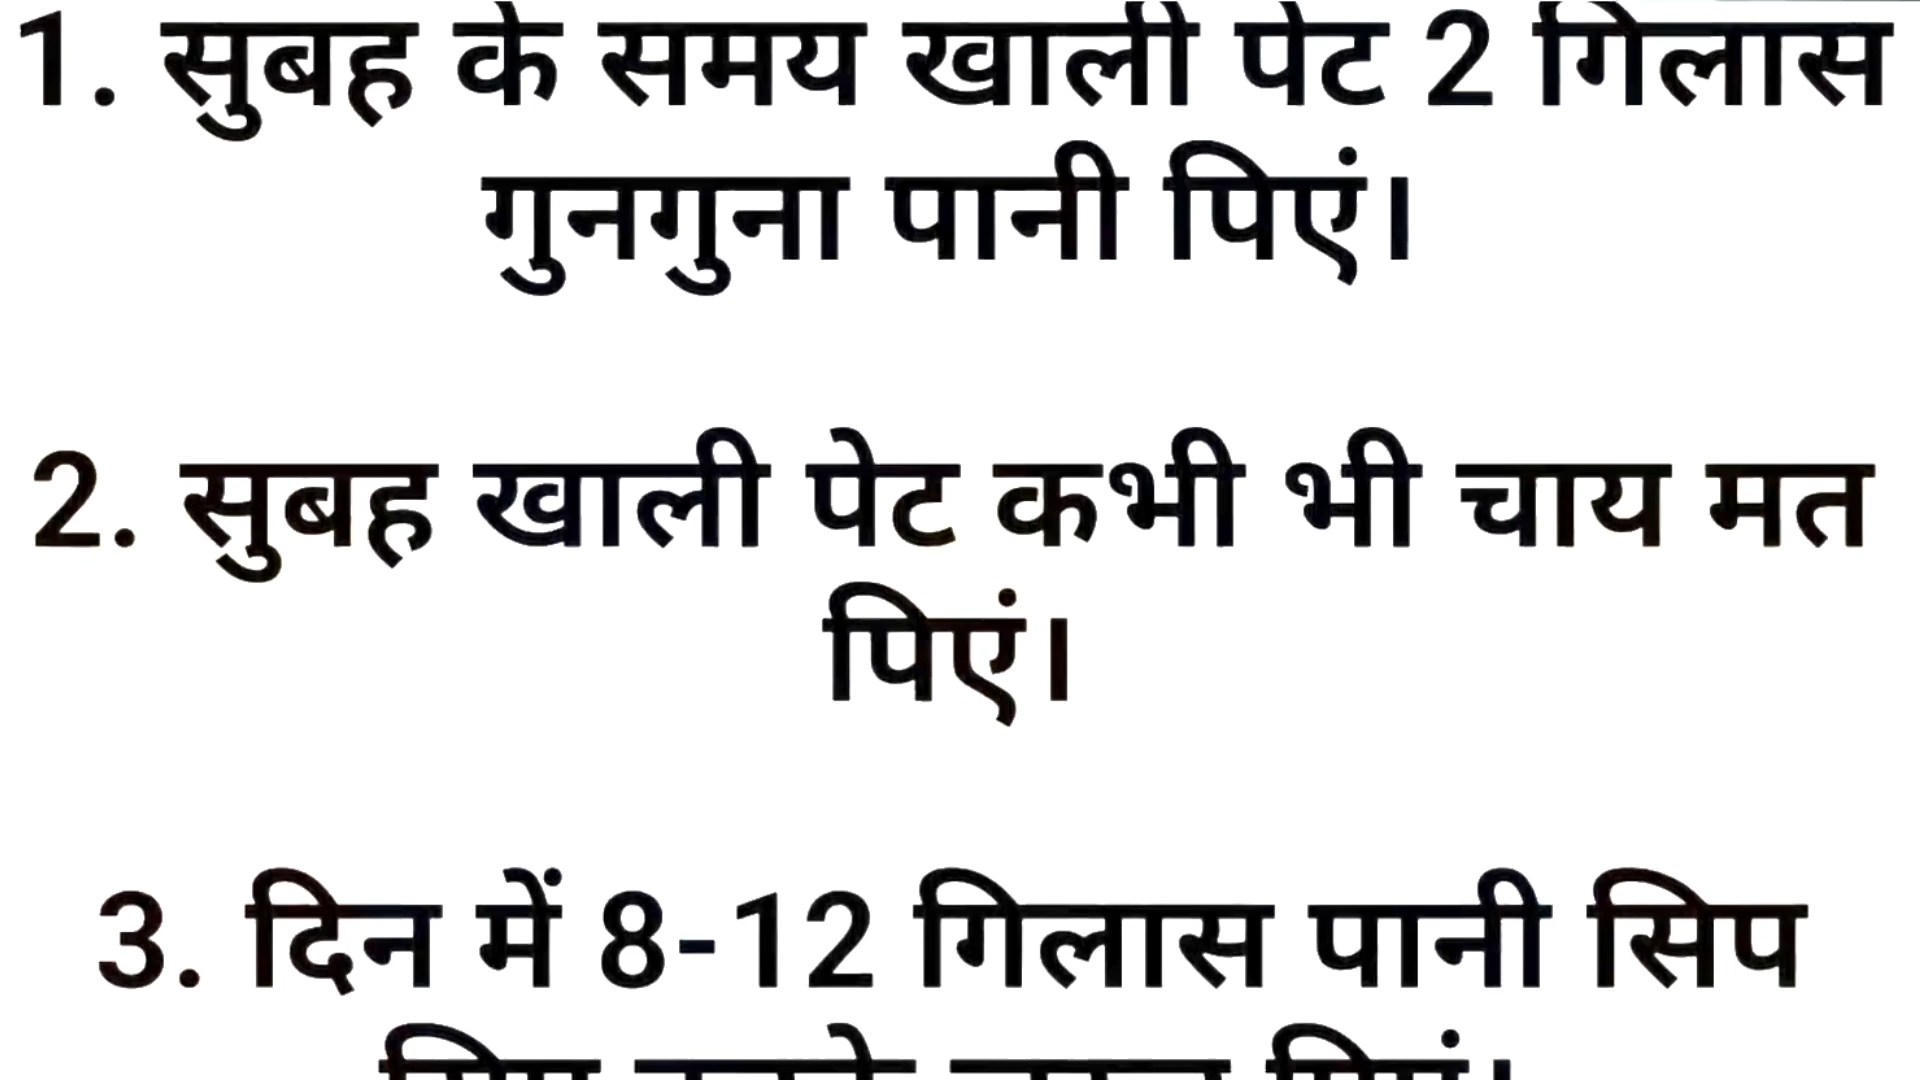 1. सुबह के समय खाली पेट 2 गिलास
गुनगुना पानी पिएं।
2. सुबह खाली पेट कभी भी चाय मत
पिएं।
3. दिन में 8-12 गिलास पानी सिप